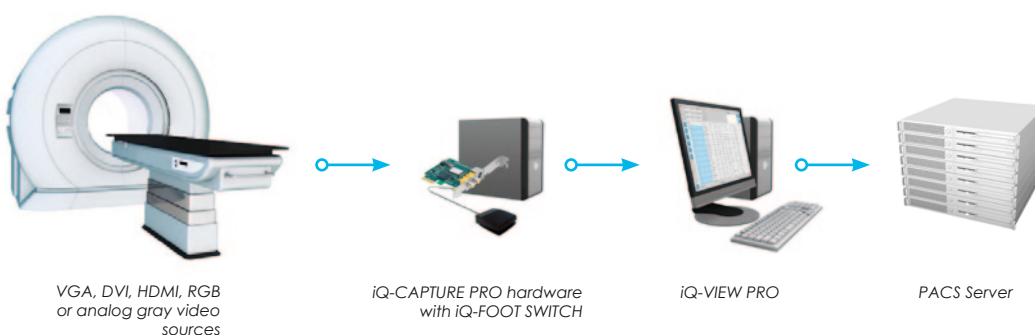 VGA, DVI, HDMI, RGB
or analog gray video
sources
iQ-CAPTURE PRO hardware
with iQ-FOOT SWITCH
iQ-VIEW PRO
PACS Server